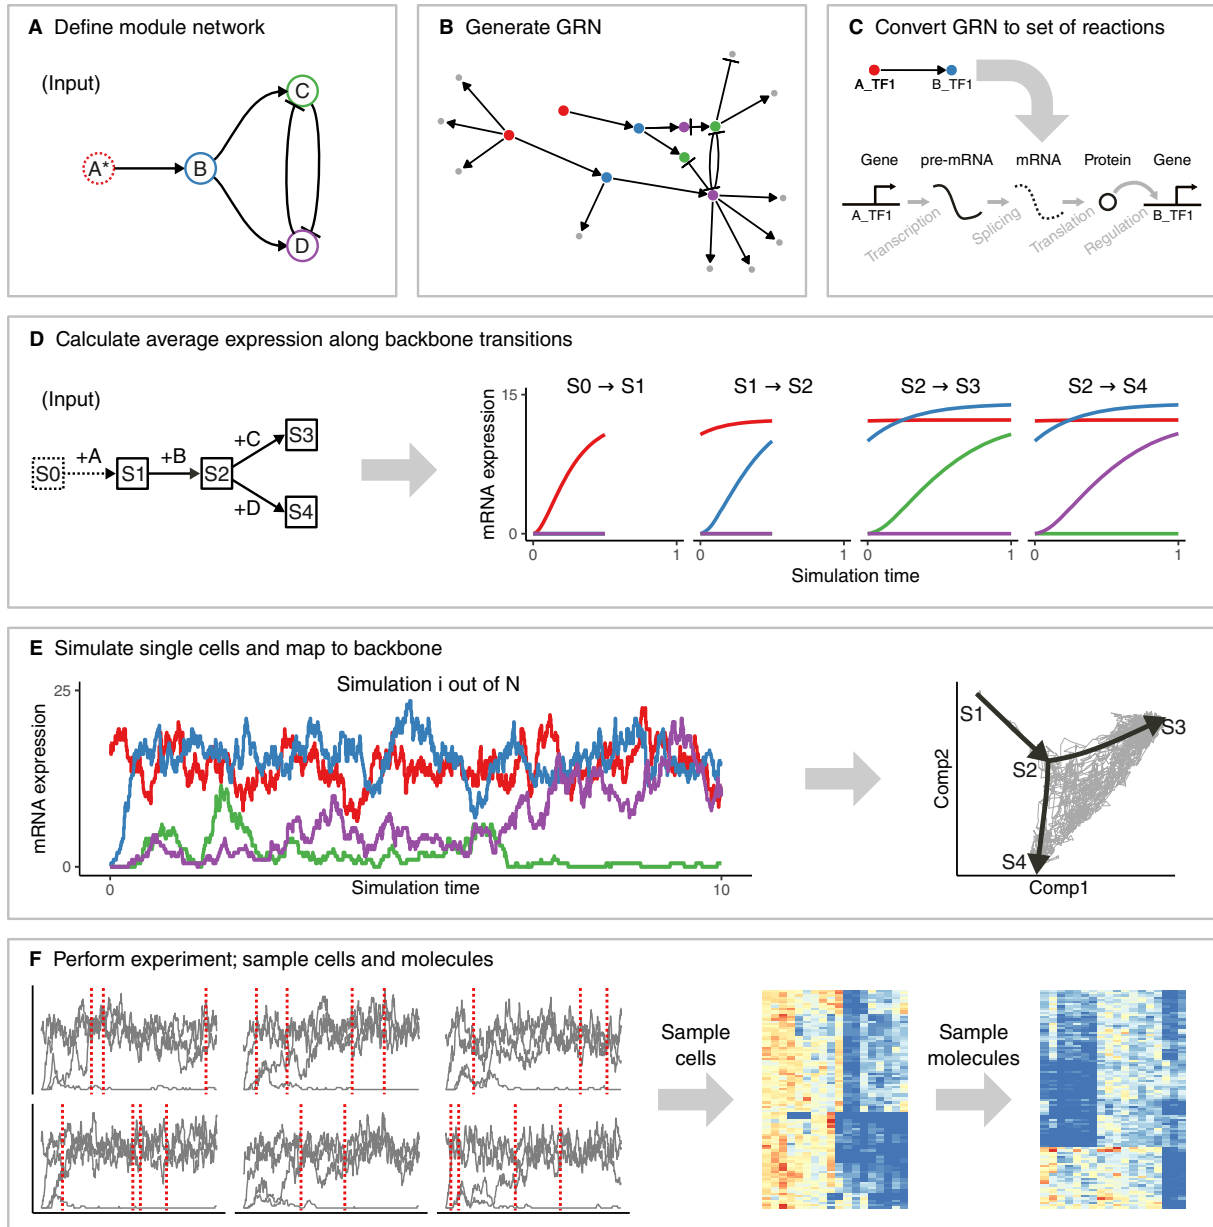 A Define module network
(Input)
A*
B
C
D
B Generate GRN
C Convert GRN to set of reactions
A_TF1
B_TF1
Gene
pre-mRNA
mRNA
Protein
Gene
A_TF1
Transcription
Splicing
Translation
Regulation
B_TF1
D Calculate average expression along backbone transitions
(Input)
S0
+A
S1
+B
S2
+C
S3
+D
S4
mRNA expression
15
0
S0 → S1
S1 → S2
S2 → S3
S2 → S4
0 1
0 1
0 1
0 1
Simulation time
E Simulate single cells and map to backbone
Simulation i out of N
mRNA expression
25
0
0
Simulation time
10
Comp2
S1
S2
S3
S4
Comp1
F Perform experiment; sample cells and molecules
Sample
cells
Sample
molecules